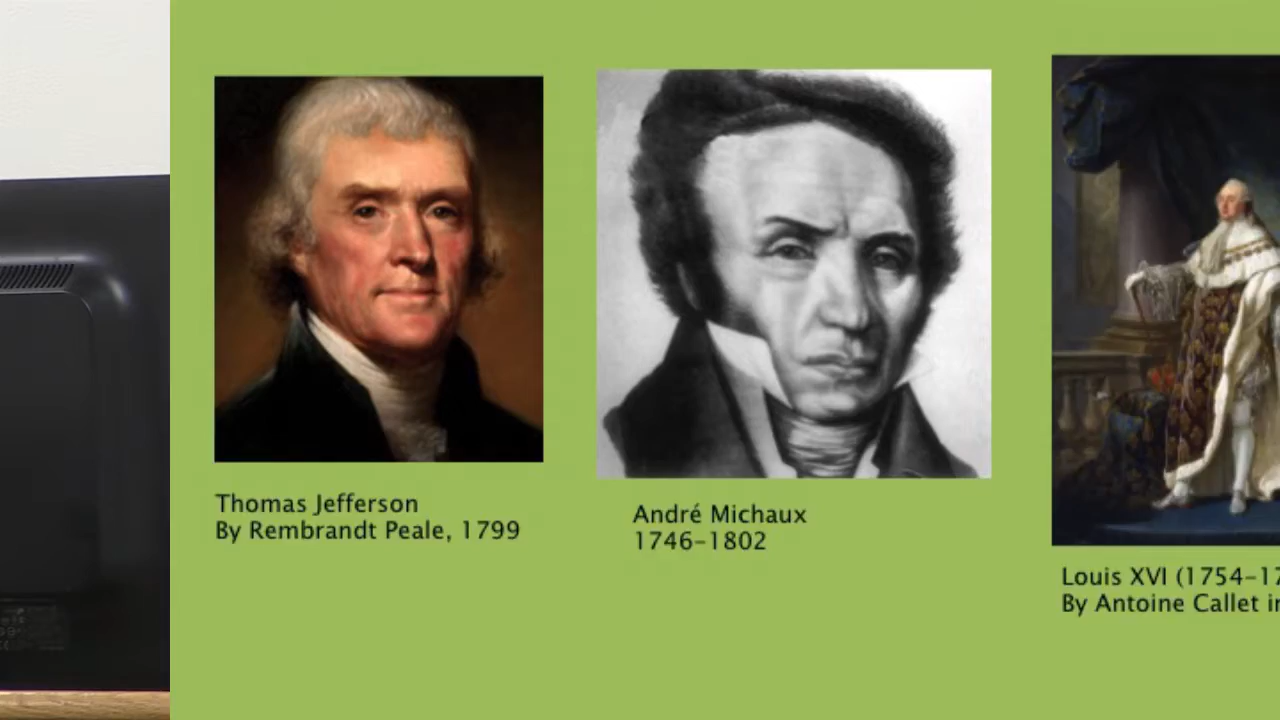 Thomas Jefferson
By Rembrandt Peale, 1799
André Michaux
1746-1802
Louis XVI (1754-17
By Antoine Callet in